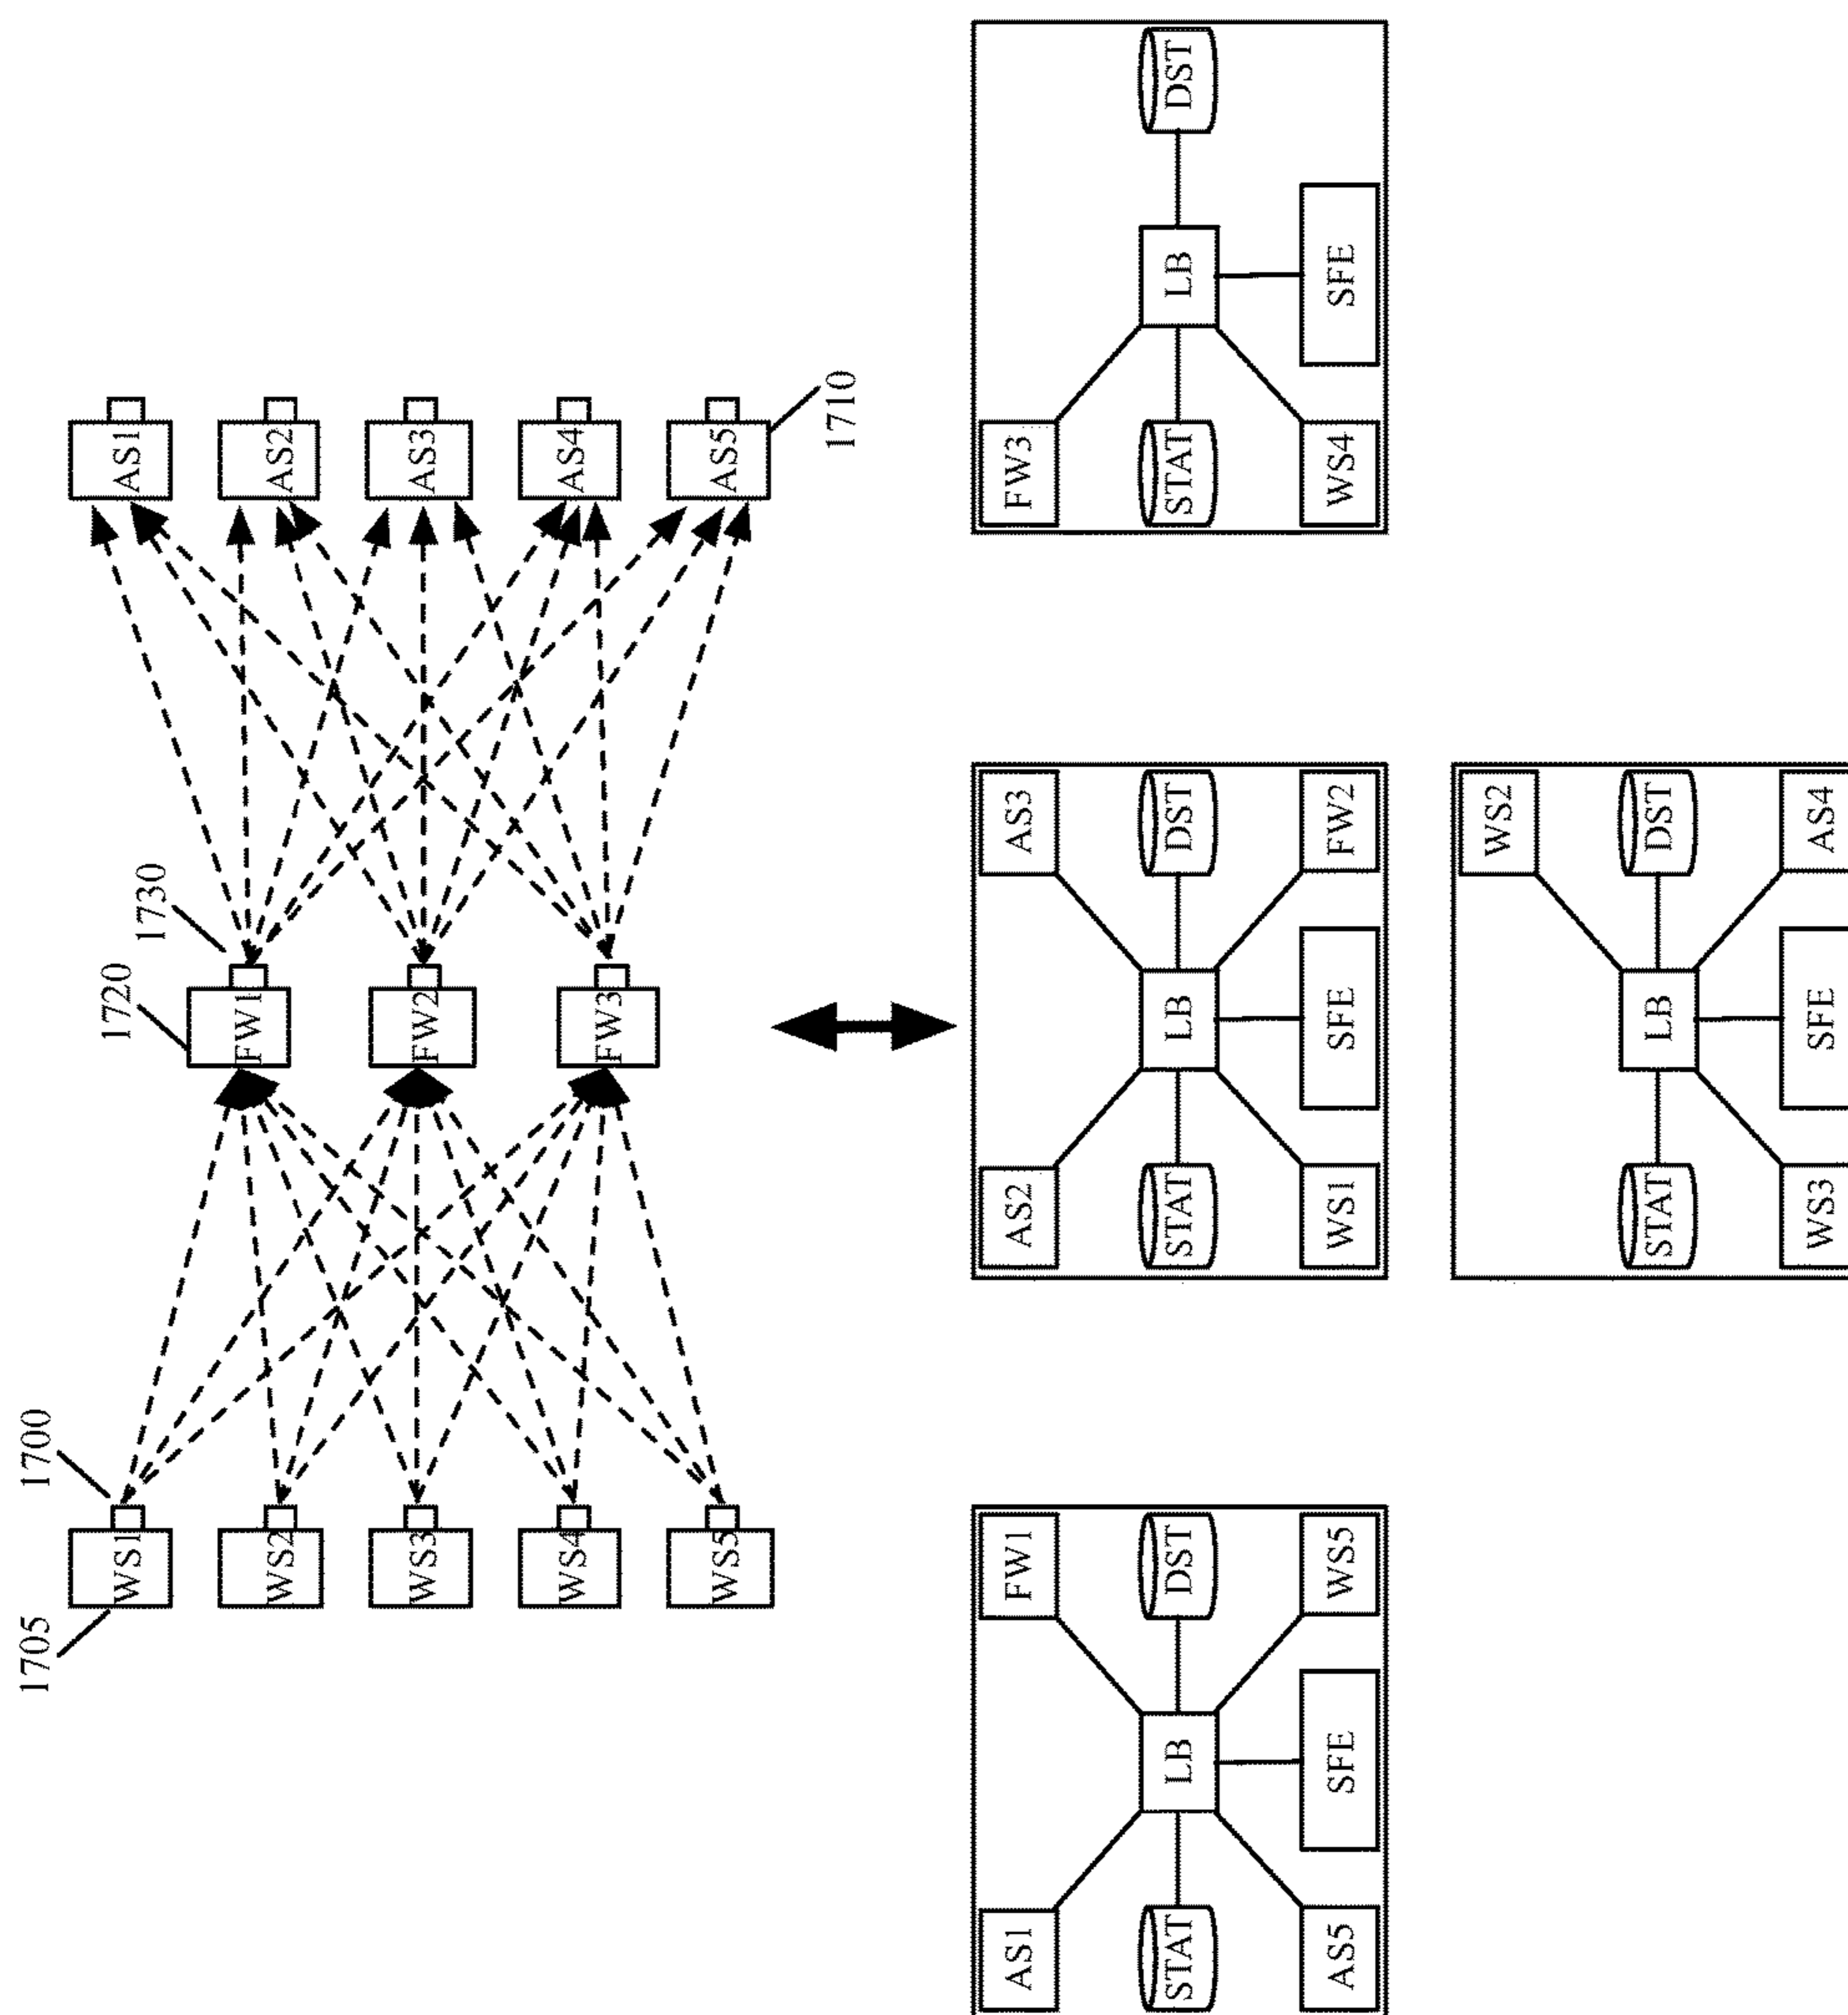 1705
1700
1720
1730
1710
WS1
WS2
WS3
WS4
WS5
FW1
FW2
FW3
AS1
AS2
AS3
AS4
AS5
AS1
FW1
STAT
LB
DST
AS5
SFE
WS5
AS2
AS3
STAT
LB
DST
WS1
SFE
FW2
FW3
STAT
LB
DST
WS4
SFE
WS2
STAT
LB
DST
WS3
SFE
AS4